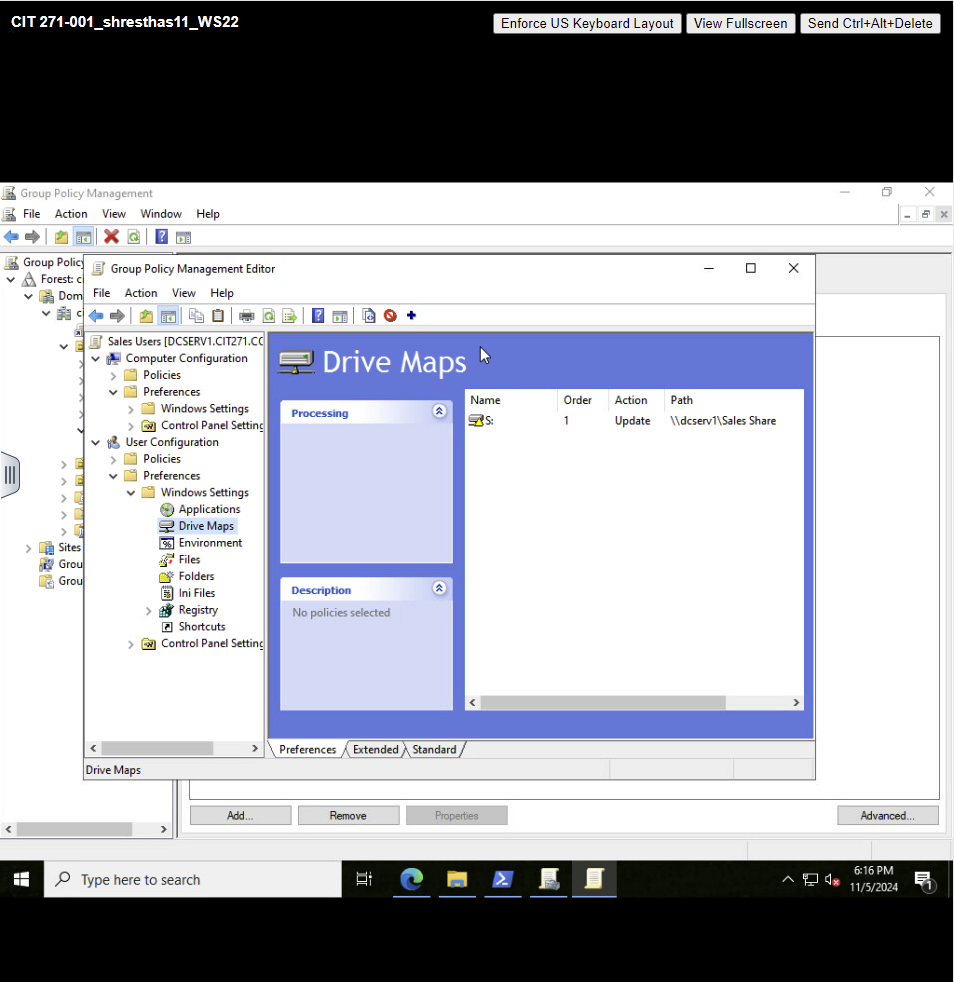 CIT 271-001_shresthas11_WS22
Enforce US Keyboard Layout View Fullscreen Send Ctrl+Alt+Delete
Group Policy Management
File Action View Window Help
Group Policy
Forest: c
Dom
c
Sites
Grou
Grou
Group Policy Management Editor
File Action View Help
Sales Users [DCSERV1.CIT271.CO
Computer Configuration
Policies
Preferences
Windows Settings
Control Panel Setting
User Configuration
Policies
Preferences
Windows Settings
Applications
Drive Maps
Environment
Files
Folders
Ini Files
Registry
Shortcuts
Control Panel Setting
Drive Maps
Processing
Description
No policies selected
Name Order Action Path
S: 1 Update \\dcserv1\Sales Share
Preferences Extended Standard
Drive Maps
Add... Remove Properties Advanced...
Type here to search
6:16 PM
11/5/2024
1